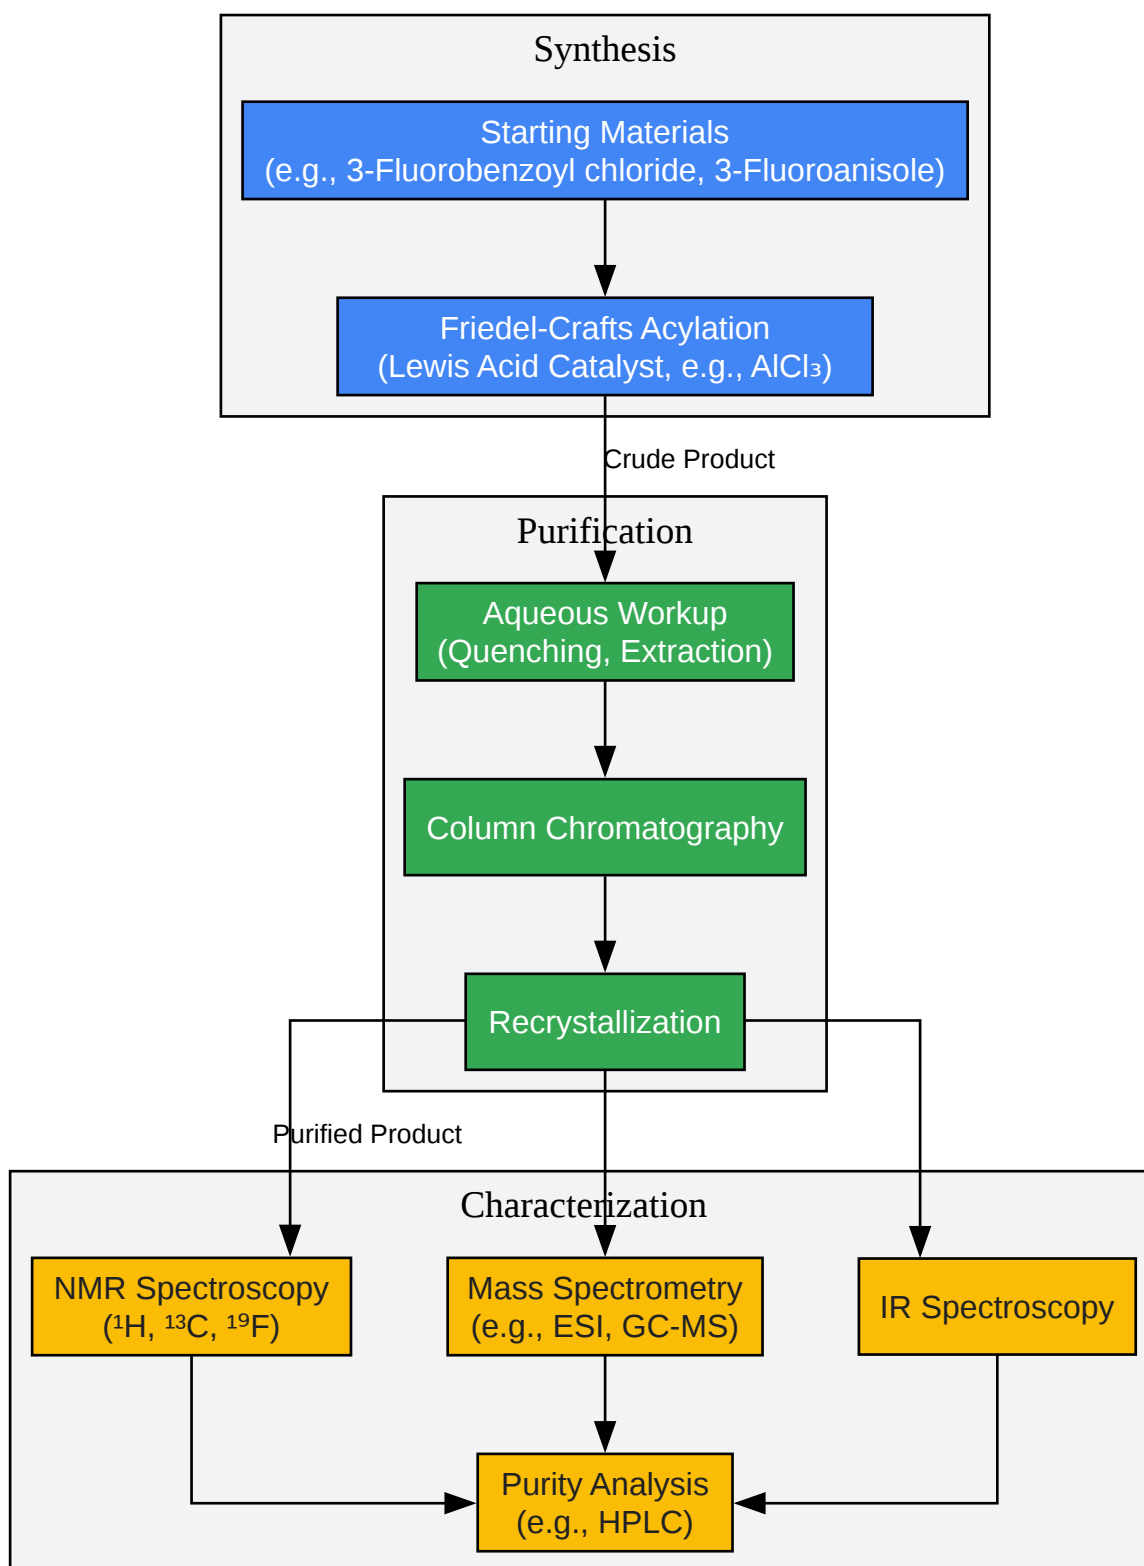 Synthesis
Starting Materials
(e.g., 3-Fluorobenzoyl chloride, 3-Fluoroanisole)
Friedel-Crafts Acylation
(Lewis Acid Catalyst, e.g., AlCl₃)
Crude Product
Purification
Aqueous Workup
(Quenching, Extraction)
Column Chromatography
Recrystallization
Purified Product
Characterization
NMR Spectroscopy
(¹H, ¹³C, ¹⁹F)
Mass Spectrometry
(e.g., ESI, GC-MS)
IR Spectroscopy
Purity Analysis
(e.g., HPLC)